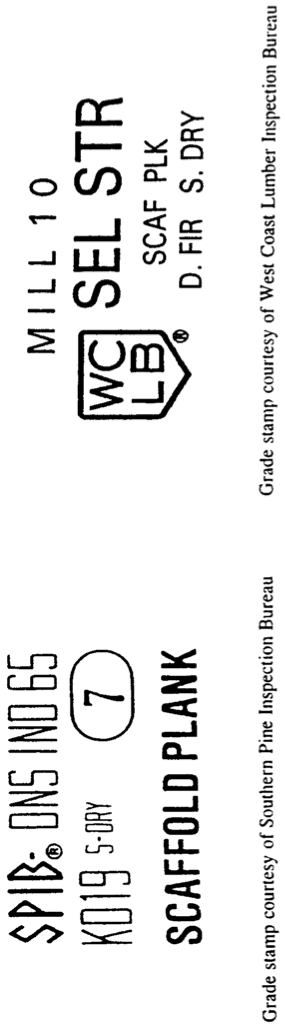 SPIB® DNS IND 65
KD19 S-DRY 7
SCAFFOLD PLANK
Grade stamp courtesy of Southern Pine Inspection Bureau
MILL 10
WC LB® SEL STR
SCAF PLK
D. FIR S. DRY
Grade stamp courtesy of West Coast Lumber Inspection Bureau